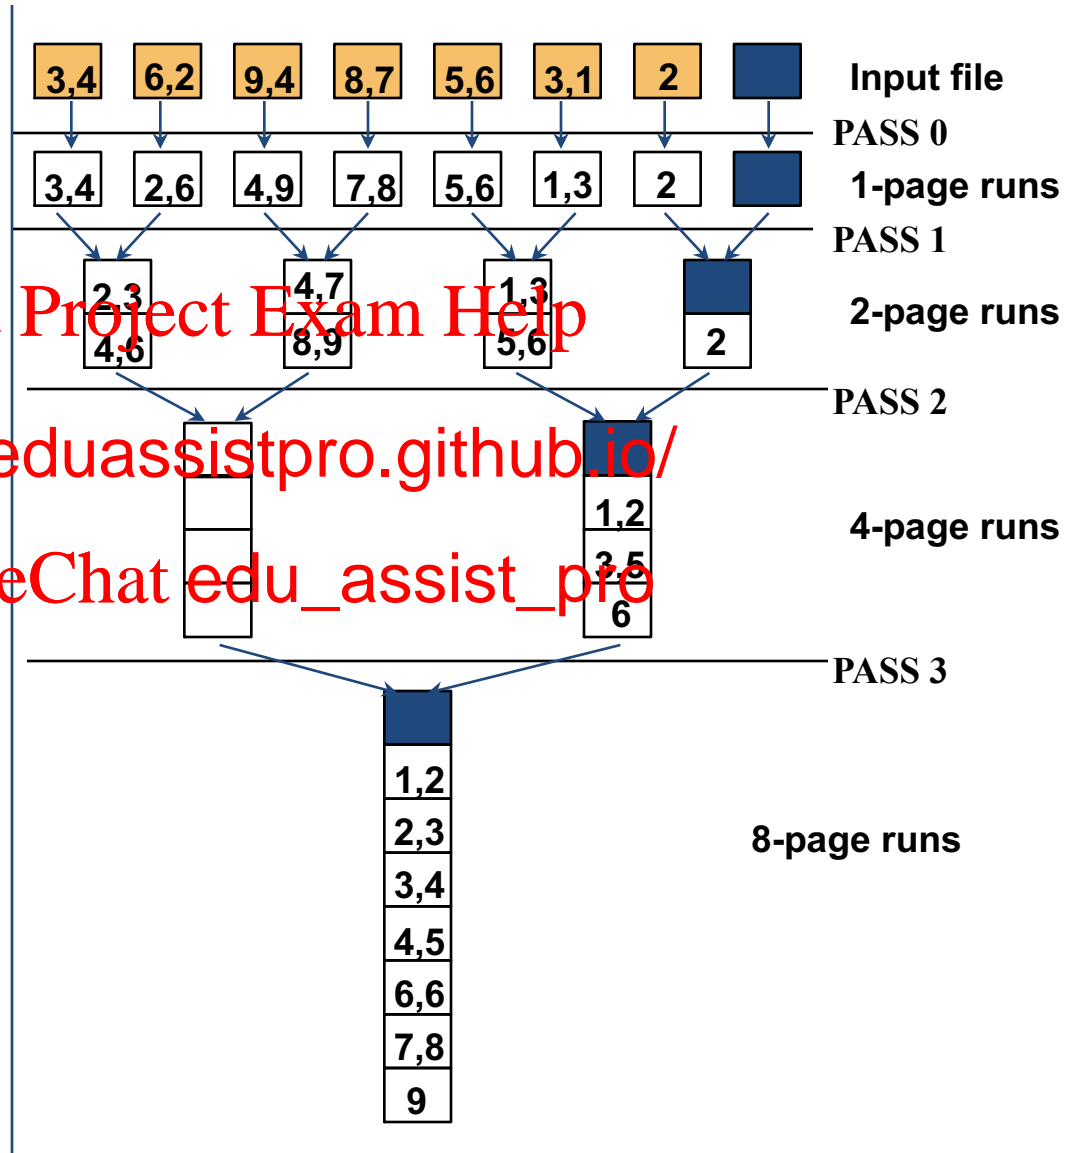 3,4 6,2 9,4 8,7 5,6 3,1 2 Input file
PASS 0
3,4 2,6 4,9 7,8 5,6 1,3 2 1-page runs
PASS 1
2,3 4,7 1,3
Project Exam Help
2-page runs
4,6 8,9 5,6 2
PASS 2
eduassistpro.github.io/
1,2
4-page runs
3,5
eChat edu_assist_pro
6
PASS 3
1,2
2,3
8-page runs
3,4
4,5
6,6
7,8
9